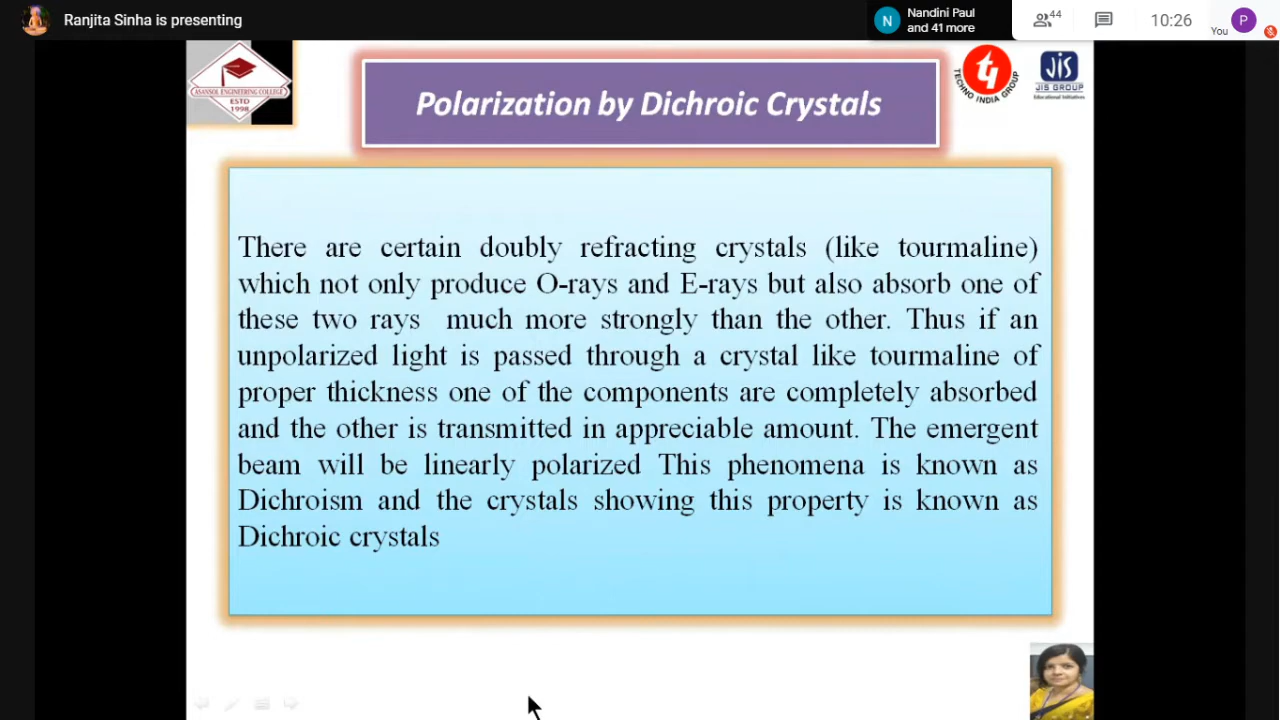 Ranjita Sinha is presenting
N
Nandini Paul
and 41 more
44
10:26
You
P
ASANSOL ENGINEERING COLLEGE
ESTD
1998
Polarization by Dichroic Crystals
TECHNO INDIA GROUP
JIS
JIS GROUP
Educational Initiatives
There are certain doubly refracting crystals (like tourmaline)
which not only produce O-rays and E-rays but also absorb one of
these two rays much more strongly than the other. Thus if an
unpolarized light is passed through a crystal like tourmaline of
proper thickness one of the components are completely absorbed
and the other is transmitted in appreciable amount. The emergent
beam will be linearly polarized This phenomena is known as
Dichroism and the crystals showing this property is known as
Dichroic crystals